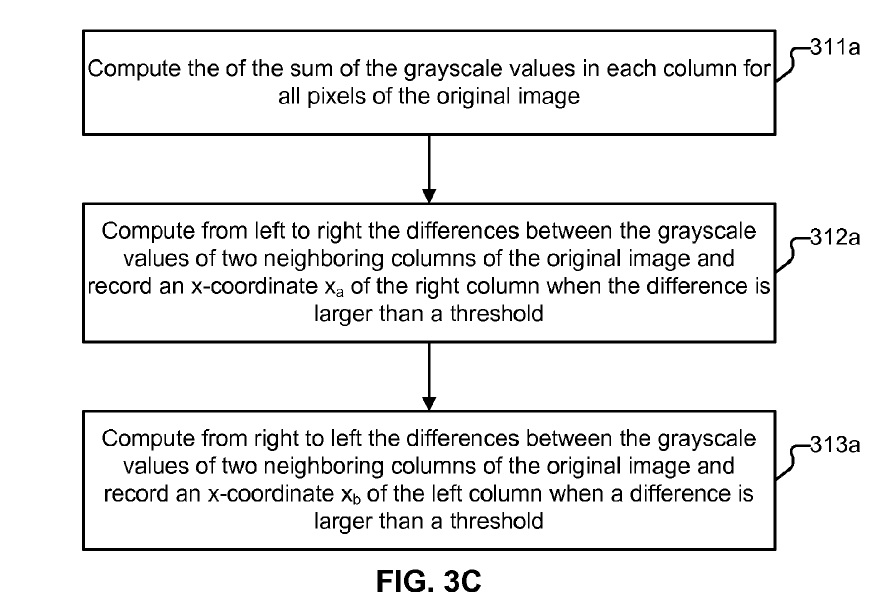 Compute the of the sum of the grayscale values in each column for
all pixels of the original image
311a
Compute from left to right the differences between the grayscale
values of two neighboring columns of the original image and
record an x-coordinate xa of the right column when the difference is
larger than a threshold
312a
Compute from right to left the differences between the grayscale
values of two neighboring columns of the original image and
record an x-coordinate xb of the left column when a difference is
larger than a threshold
313a
FIG. 3C